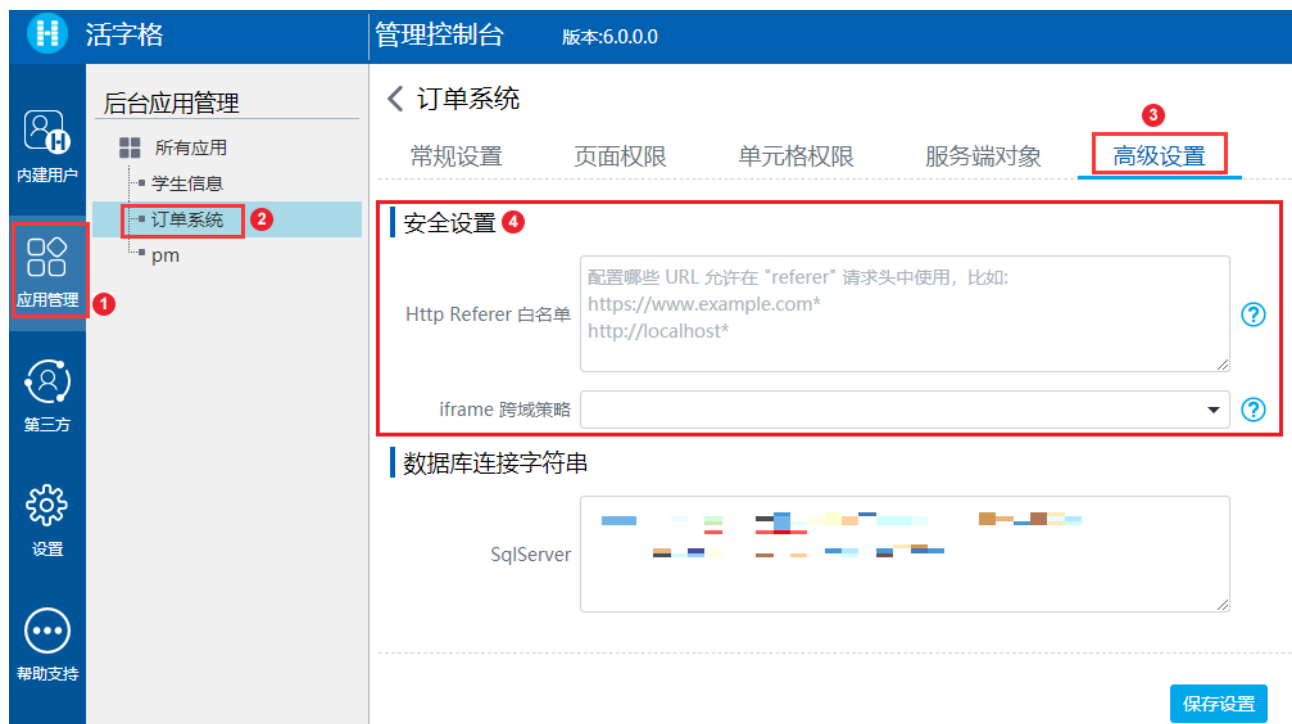 活字格
管理控制台 版本:6.0.0.0
内建用户
应用管理
1
第三方
设置
帮助支持
后台应用管理
所有应用
学生信息
订单系统 2
pm
订单系统
3
常规设置 页面权限 单元格权限 服务端对象 高级设置
安全设置 4
Http Referer 白名单
配置哪些 URL 允许在 "referer" 请求头中使用，比如:
https://www.example.com*
http://localhost*
?
iframe 跨域策略
?
数据库连接字符串
SqlServer
保存设置